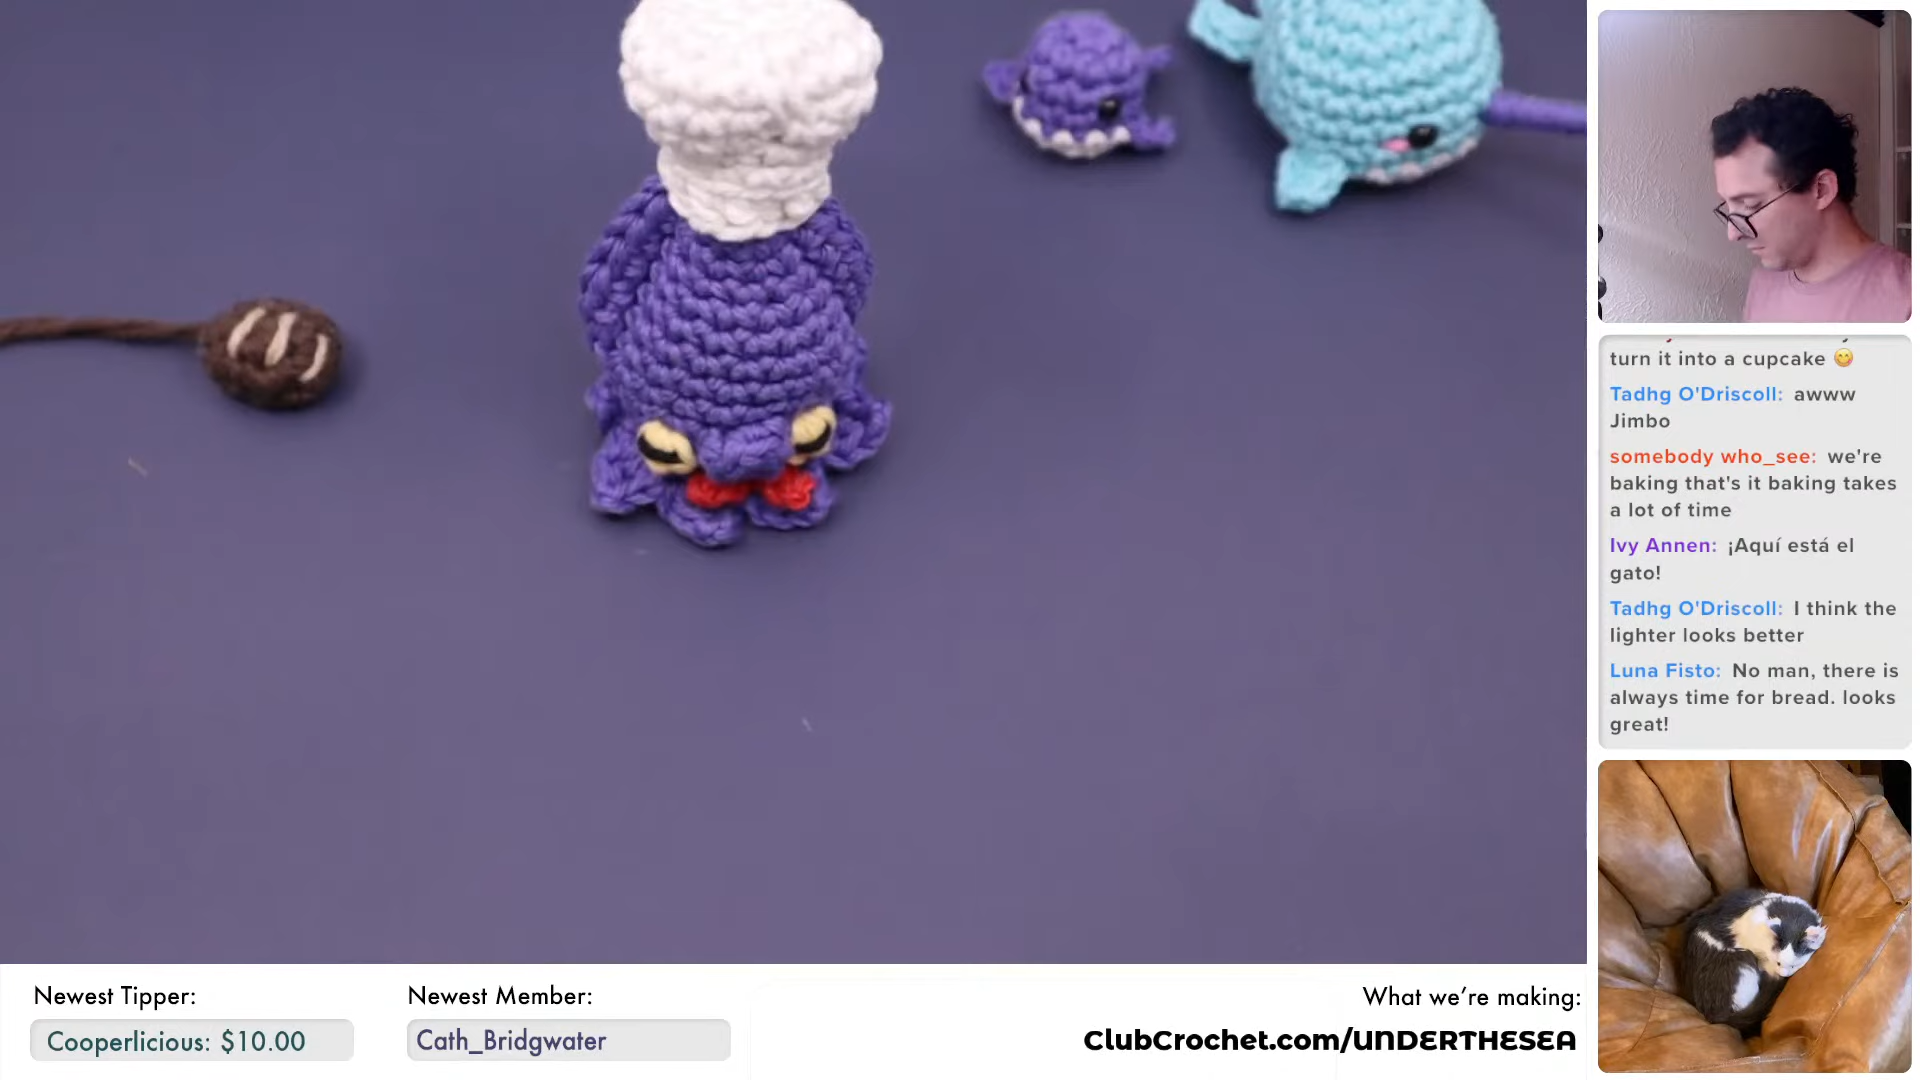 turn it into a cupcake 😋
Tadhg O'Driscoll: awww
Jimbo
somebody who_see: we're
baking that's it baking takes
a lot of time
Ivy Annen: ¡Aquí está el
gato!
Tadhg O'Driscoll: I think the
lighter looks better
Luna Fisto: No man, there is
always time for bread. looks
great!
Newest Tipper:
Cooperlicious: $10.00
Newest Member:
Cath_Bridgwater
What we're making:
ClubCrochet.com/UNDERTHESEA